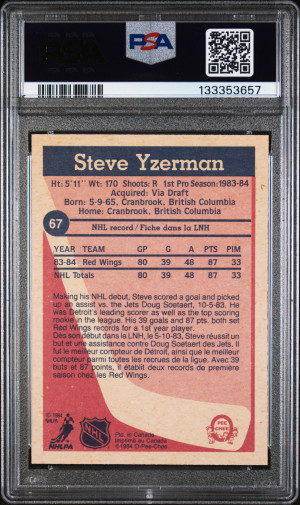 PSA
133353657
Steve Yzerman
Ht: 5'11" Wt: 170 Shoots: R 1st Pro Season: 1983-84
Acquired: Via Draft
Born: 5-9-65, Cranbrook, British Columbia
Home: Cranbrook, British Columbia
67
NHL record/Fiche dans la LNH
YEAR TEAM GP G A PTS PIM
83-84 Red Wings 80 39 48 87 33
NHL Totals 80 39 48 87 33
Making his NHL debut, Steve scored a goal and picked
up an assist vs. the Jets Doug Soetaert, 10-5-83. He
was Detroit's leading scorer as well as the top scoring
rookie in the league. His 39 goals and 87 pts. both set
Red Wings records for a 1st year player.
Dès son début dans la LNH, le 5-10-83, Steve réussit un
but et une assistance contre Doug Soetaert des Jets. Il
fut le meilleur compteur de Détroit, ainsi que le meilleur
compteur parmi toutes les recrues de la ligue. Avec 39
buts et 87 points, il établit deux records de première
saison chez les Red Wings.
© 1984
NHLPA
NHL
Ptd. in Canada
Imprimé au Canada
©1984 O-Pee-Chee
O
PEE
CHEE